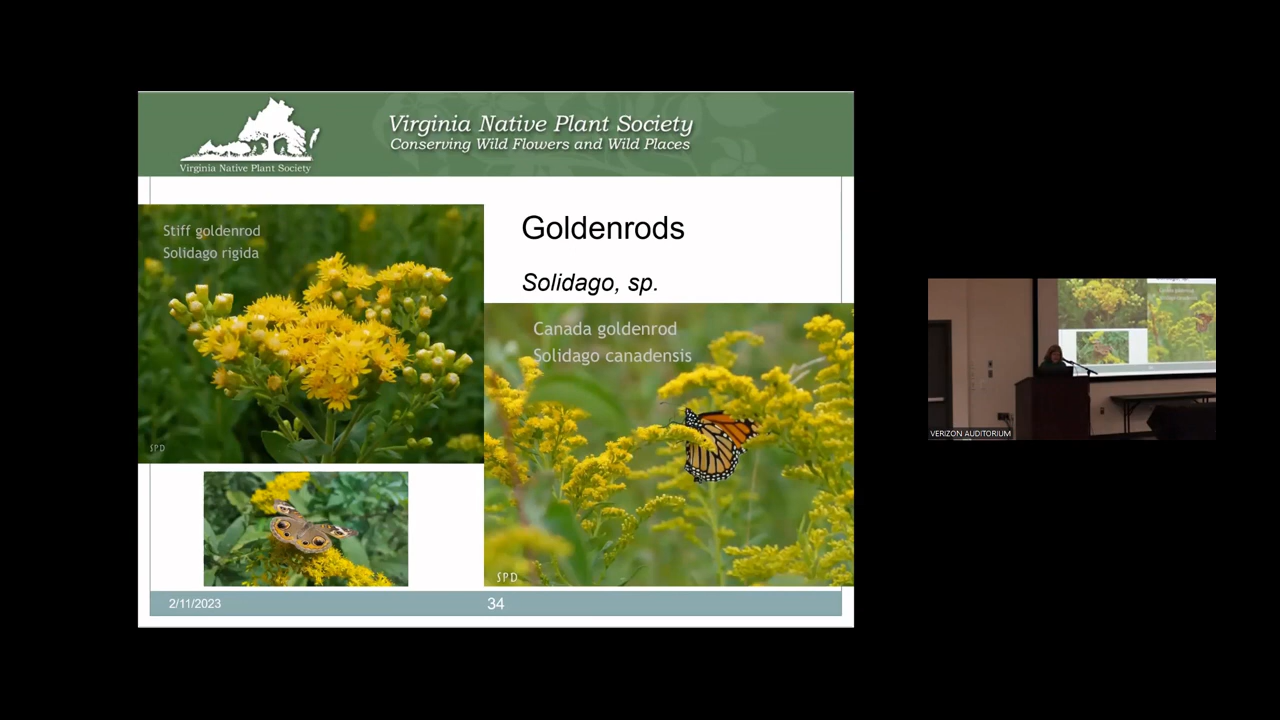 Virginia Native Plant Society
Conserving Wild Flowers and Wild Places
Virginia Native Plant Society
Stiff goldenrod
Solidago rigida
Goldenrods
Solidago, sp.
Canada goldenrod
Solidago canadensis
SPD
SPD
2/11/2023
34
VERIZON AUDITORIUM